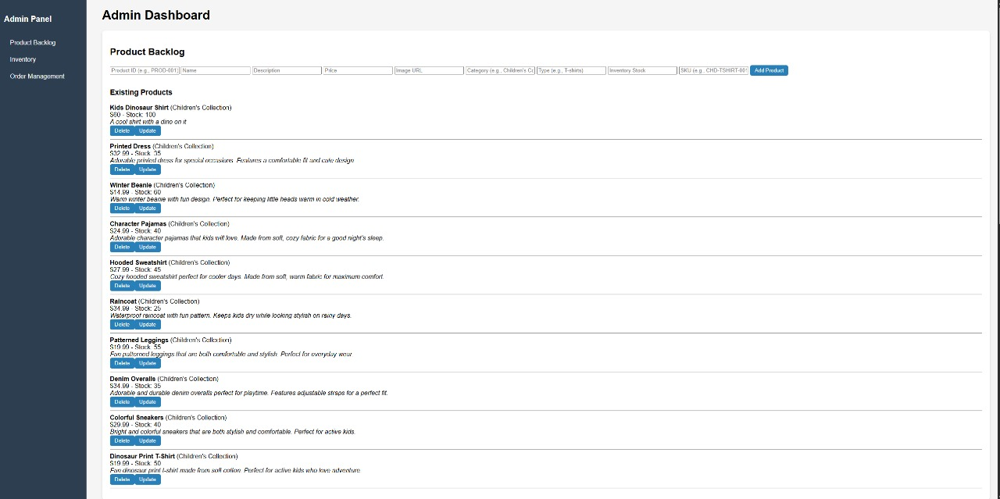 Admin Panel
Product Backlog
Inventory
Order Management
Admin Dashboard
Product Backlog
Product ID (e.g., PROD-001) Name Description Price Image URL Category (e.g., Children's Co Type (e.g., T-shirts) Inventory Stock SKU (e.g., CHD-TSHIRT-001 Add Product
Existing Products
Kids Dinosaur Shirt (Children's Collection)
$60 - Stock: 100
A cool shirt with a dino on it
Delete Update
Printed Dress (Children's Collection)
$32.99 - Stock: 35
Adorable printed dress for special occasions. Features a comfortable fit and cute design.
Delete Update
Winter Beanie (Children's Collection)
$14.99 - Stock: 60
Warm winter beanie with fun design. Perfect for keeping little heads warm in cold weather.
Delete Update
Character Pajamas (Children's Collection)
$24.99 - Stock: 40
Adorable character pajamas that kids will love. Made from soft, cozy fabric for a good night's sleep.
Delete Update
Hooded Sweatshirt (Children's Collection)
$27.99 - Stock: 45
Cozy hooded sweatshirt perfect for cooler days. Made from soft, warm fabric for maximum comfort.
Delete Update
Raincoat (Children's Collection)
$34.99 - Stock: 25
Waterproof raincoat with fun pattern. Keeps kids dry while looking stylish on rainy days.
Delete Update
Patterned Leggings (Children's Collection)
$19.99 - Stock: 55
Fun patterned leggings that are both comfortable and stylish. Perfect for everyday wear.
Delete Update
Denim Overalls (Children's Collection)
$34.99 - Stock: 35
Adorable and durable denim overalls perfect for playtime. Features adjustable straps for a perfect fit.
Delete Update
Colorful Sneakers (Children's Collection)
$29.99 - Stock: 40
Bright and colorful sneakers that are both stylish and comfortable. Perfect for active kids.
Delete Update
Dinosaur Print T-Shirt (Children's Collection)
$19.99 - Stock: 50
Fun dinosaur print t-shirt made from soft cotton. Perfect for active kids who love adventure.
Delete Update